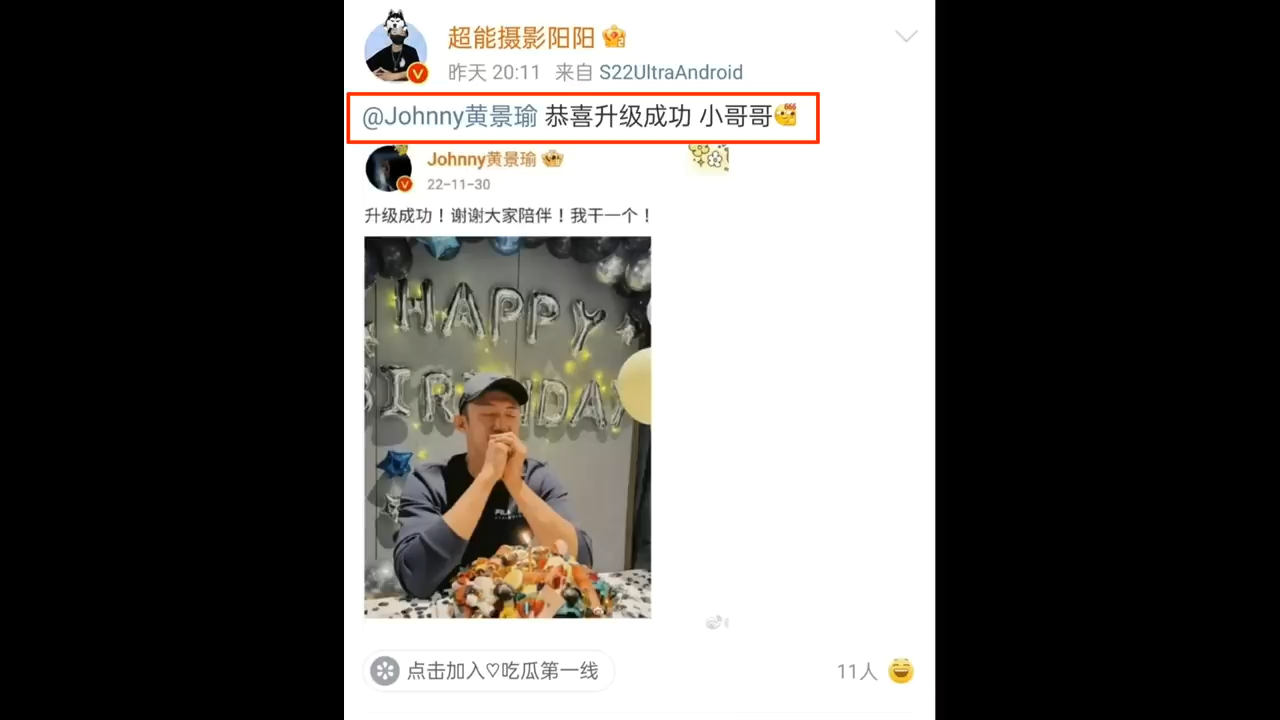 超能摄影阳阳
昨天 20:11 来自 S22UltraAndroid
@Johnny黄景瑜 恭喜升级成功 小哥哥
Johnny黄景瑜
22-11-30
升级成功！谢谢大家陪伴！我干一个！
HAPPY
BIRTHDAY
FILA
点击加入♡吃瓜第一线
11人